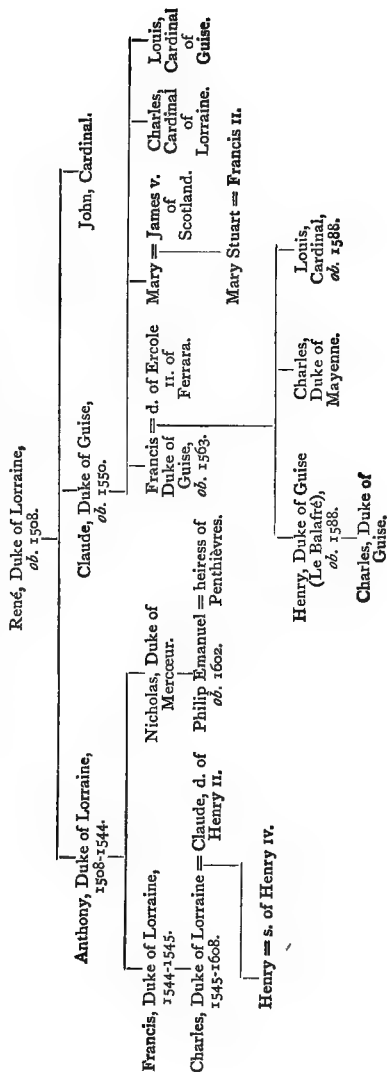 René, Duke of Lorraine,
ob. 1508.
Anthony, Duke of Lorraine,
1508-1544.
Claude, Duke of Guise,
ob. 1550.
John, Cardinal.
Francis, Duke of Lorraine,
1544-1545.
Nicholas, Duke of
Mercœur.
Francis = d. of Ercole
Duke of II. of
Guise, Ferrara.
ob. 1563.
Mary = James V.
of
Scotland.
Charles,
Cardinal
of
Lorraine.
Louis,
Cardinal
of
Guise.
Charles, Duke of Lorraine = Claude, d. of
1545-1608. Henry II.
Philip Emanuel = heiress of
ob. 1602. Penthièvres.
Mary Stuart = Francis II.
Henry = s. of Henry IV.
Henry, Duke of Guise
(Le Balafré),
ob. 1588.
Charles,
Duke of
Mayenne.
Louis,
Cardinal,
ob. 1588.
Charles, Duke of
Guise.